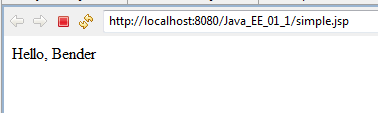 http://localhost:8080/Java_EE_01_1/simple.jsp
Hello, Bender